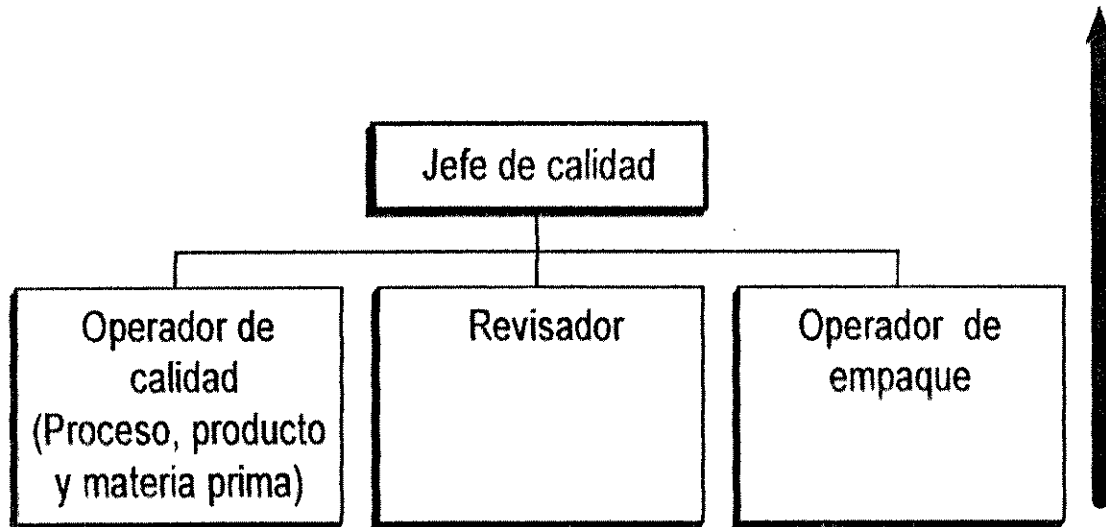 Jefe de calidad
Operador de
calidad
(Proceso, producto
y materia prima)
Revisador
Operador de
empaque